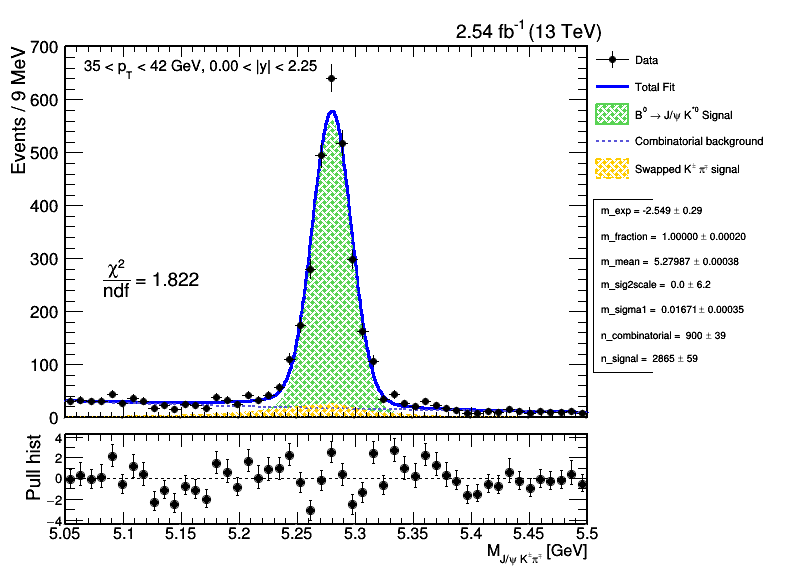 2.54 fb⁻¹ (13 TeV)
Events / 9 MeV
700
600
500
400
300
200
100
0
35 < p_T < 42 GeV, 0.00 < |y| < 2.25
χ²/ndf = 1.822
Data
Total Fit
B⁰ → J/ψ K*⁰ Signal
Combinatorial background
Swapped K± π∓ signal
m_exp = -2.549 ± 0.29
m_fraction = 1.00000 ± 0.00020
m_mean = 5.27987 ± 0.00038
m_sig2scale = 0.0 ± 6.2
m_sigma1 = 0.01671 ± 0.00035
n_combinatorial = 900 ± 39
n_signal = 2865 ± 59
Pull hist
4
2
0
−2
−4
5.05 5.1 5.15 5.2 5.25 5.3 5.35 5.4 5.45 5.5
M_J/ψ K±π∓ [GeV]